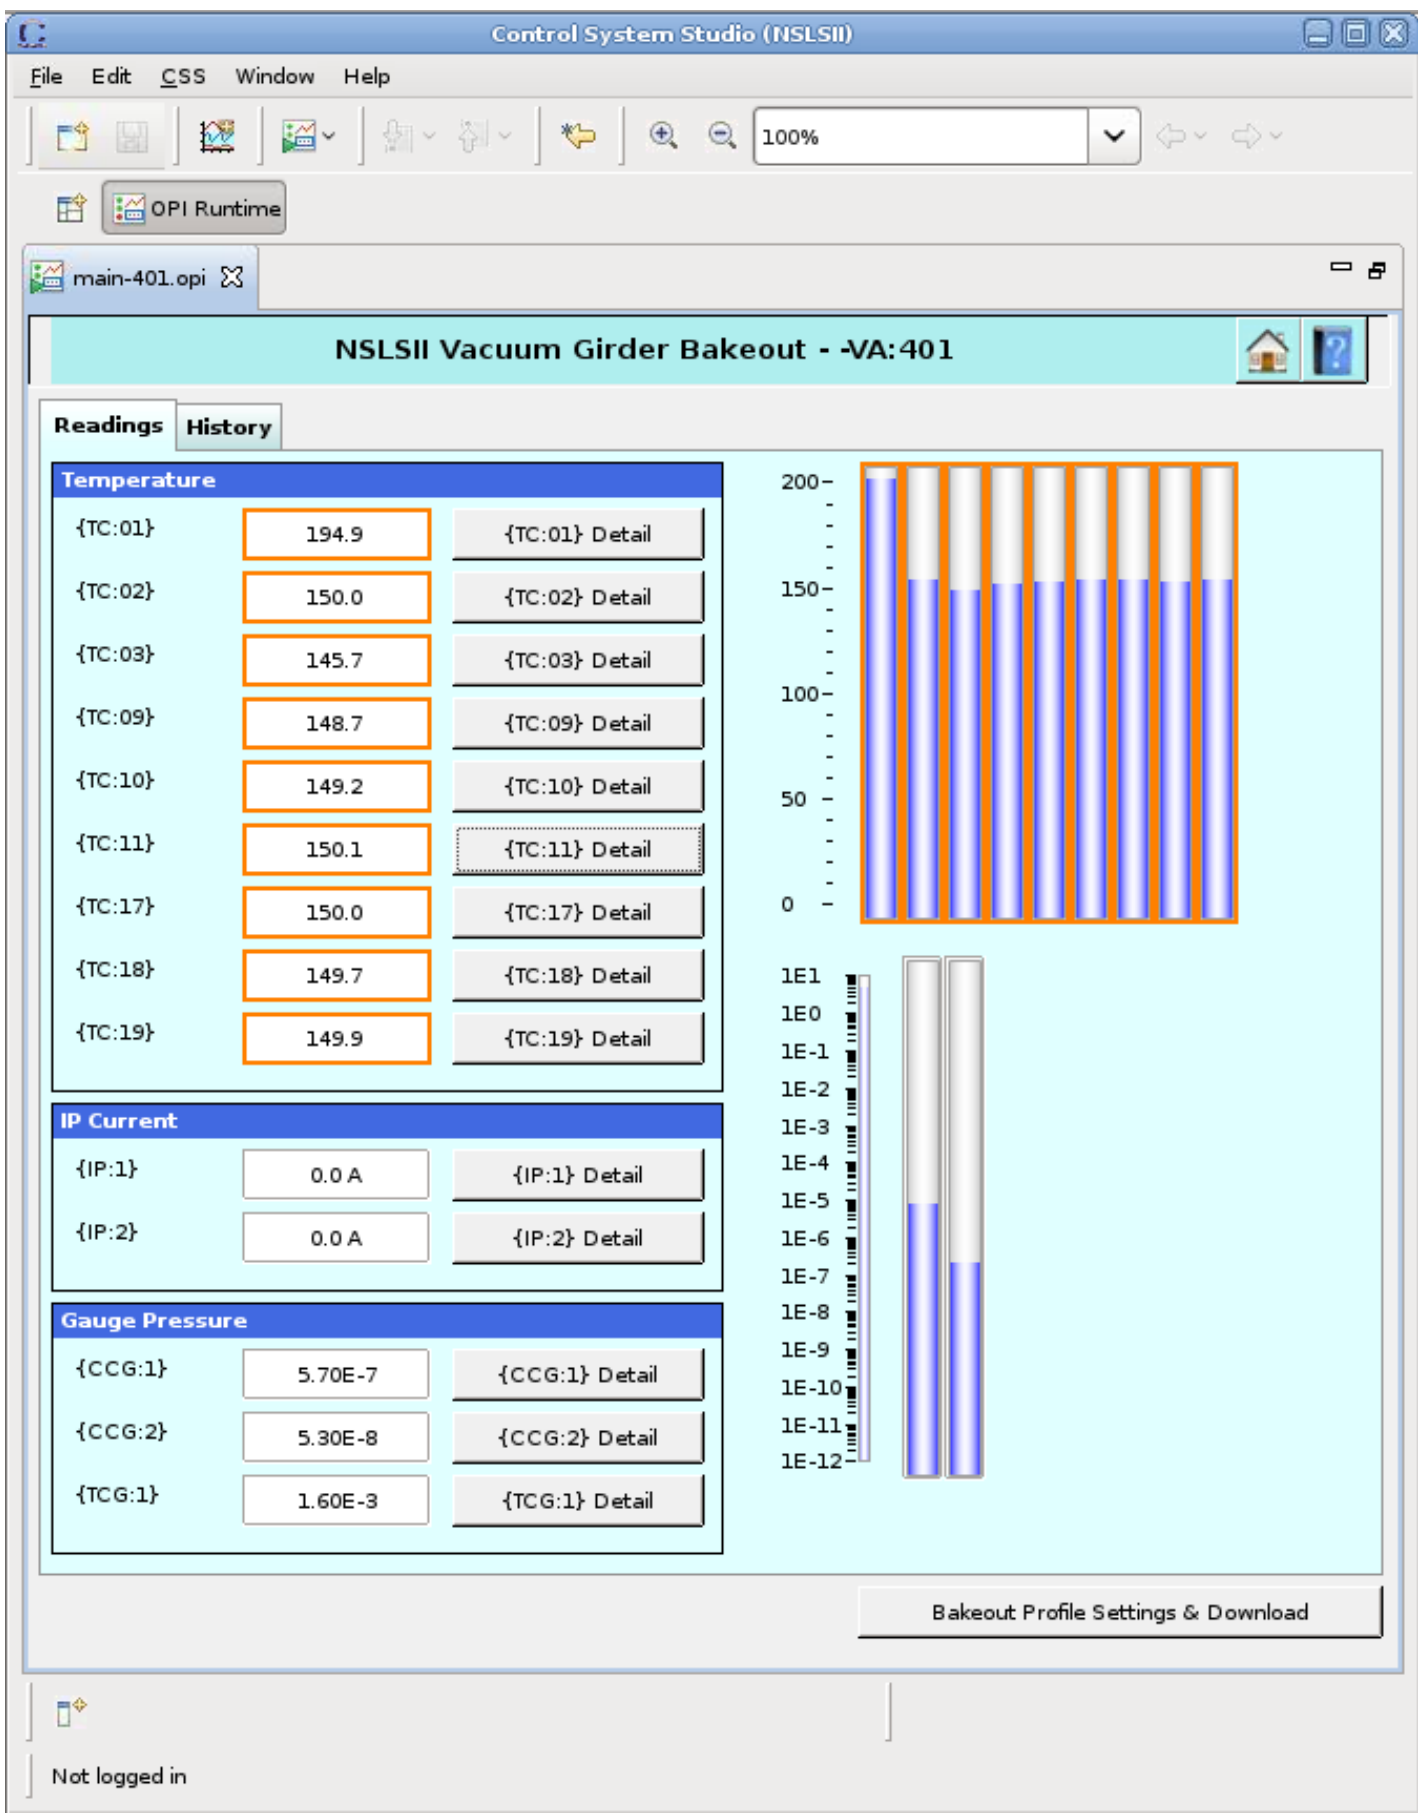 Control System Studio (NSLSII)
File Edit CSS Window Help
100%
OPI Runtime
main-401.opi
NSLSII Vacuum Girder Bakeout - -VA:401
Readings History
Temperature
{TC:01} 194.9 {TC:01} Detail
{TC:02} 150.0 {TC:02} Detail
{TC:03} 145.7 {TC:03} Detail
{TC:09} 148.7 {TC:09} Detail
{TC:10} 149.2 {TC:10} Detail
{TC:11} 150.1 {TC:11} Detail
{TC:17} 150.0 {TC:17} Detail
{TC:18} 149.7 {TC:18} Detail
{TC:19} 149.9 {TC:19} Detail
IP Current
{IP:1} 0.0 A {IP:1} Detail
{IP:2} 0.0 A {IP:2} Detail
Gauge Pressure
{CCG:1} 5.70E-7 {CCG:1} Detail
{CCG:2} 5.30E-8 {CCG:2} Detail
{TCG:1} 1.60E-3 {TCG:1} Detail
200
150
100
50
0
1E1
1E0
1E-1
1E-2
1E-3
1E-4
1E-5
1E-6
1E-7
1E-8
1E-9
1E-10
1E-11
1E-12
Bakeout Profile Settings & Download
Not logged in